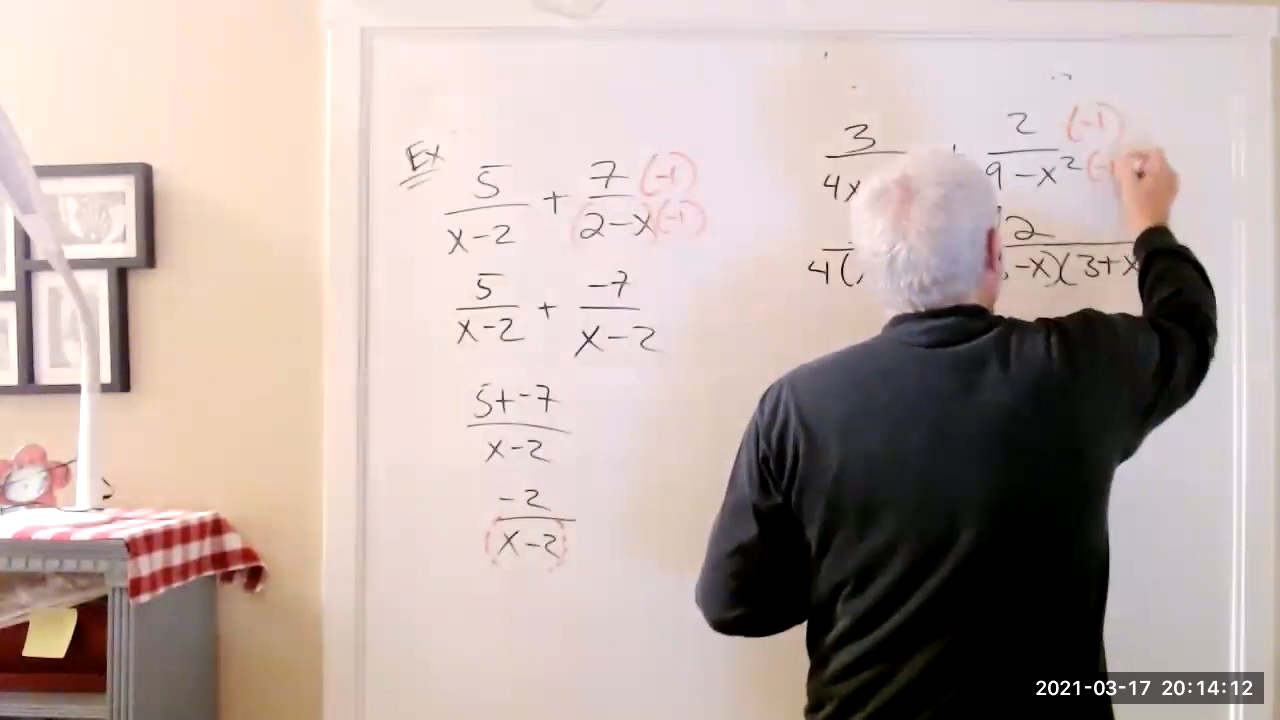 Ex
5/(x-2) + 7(-1)/(2-x)(-1)
5/(x-2) + -7/(x-2)
5+-7/(x-2)
-2/(x-2)
3/4x + 2(-1)/(9-x²)(-
4( 2/-x)(3+x
2021-03-17 20:14:12